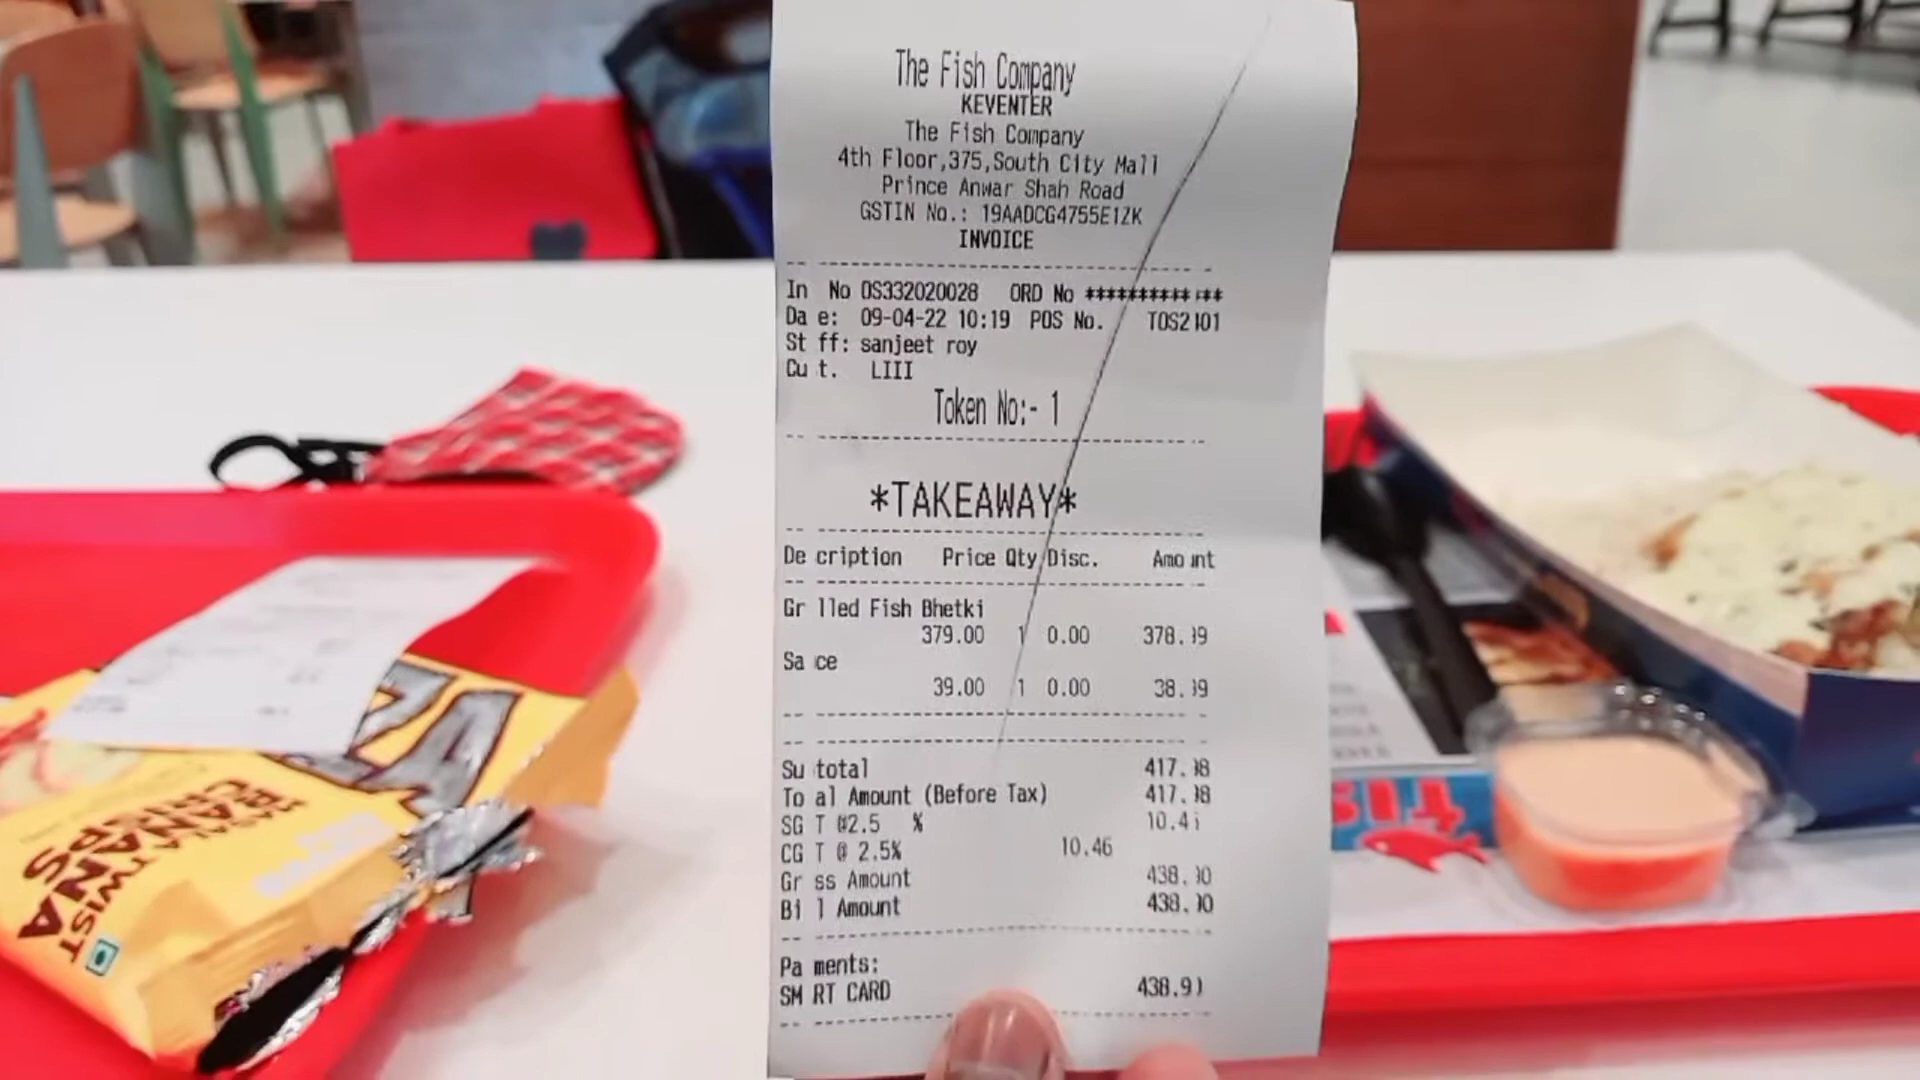 The Fish Company
KEVENTER
The Fish Company
4th Floor,375,South City Mall
Prince Anwar Shah Road
GSTIN No.: 19AADCG4755E1ZK
INVOICE
In No OS332020028 ORD No ************
Da e: 09-04-22 10:19 POS No. TOS2101
St ff: sanjeet roy
Cu t. LIII
Token No:- 1
*TAKEAWAY*
De cription Price Qty Disc. Amo nt
Gr lled Fish Bhetki
379.00 1 0.00
Sa ce
39.00 1 0.00
Su total
To al Amount (Before Tax)
SG T @2.5 %
CG T @ 2.5% 10.46
Gr ss Amount
Bi l Amount
Pa ments:
SM RT CARD
BANANA
CRISPS
TWIST